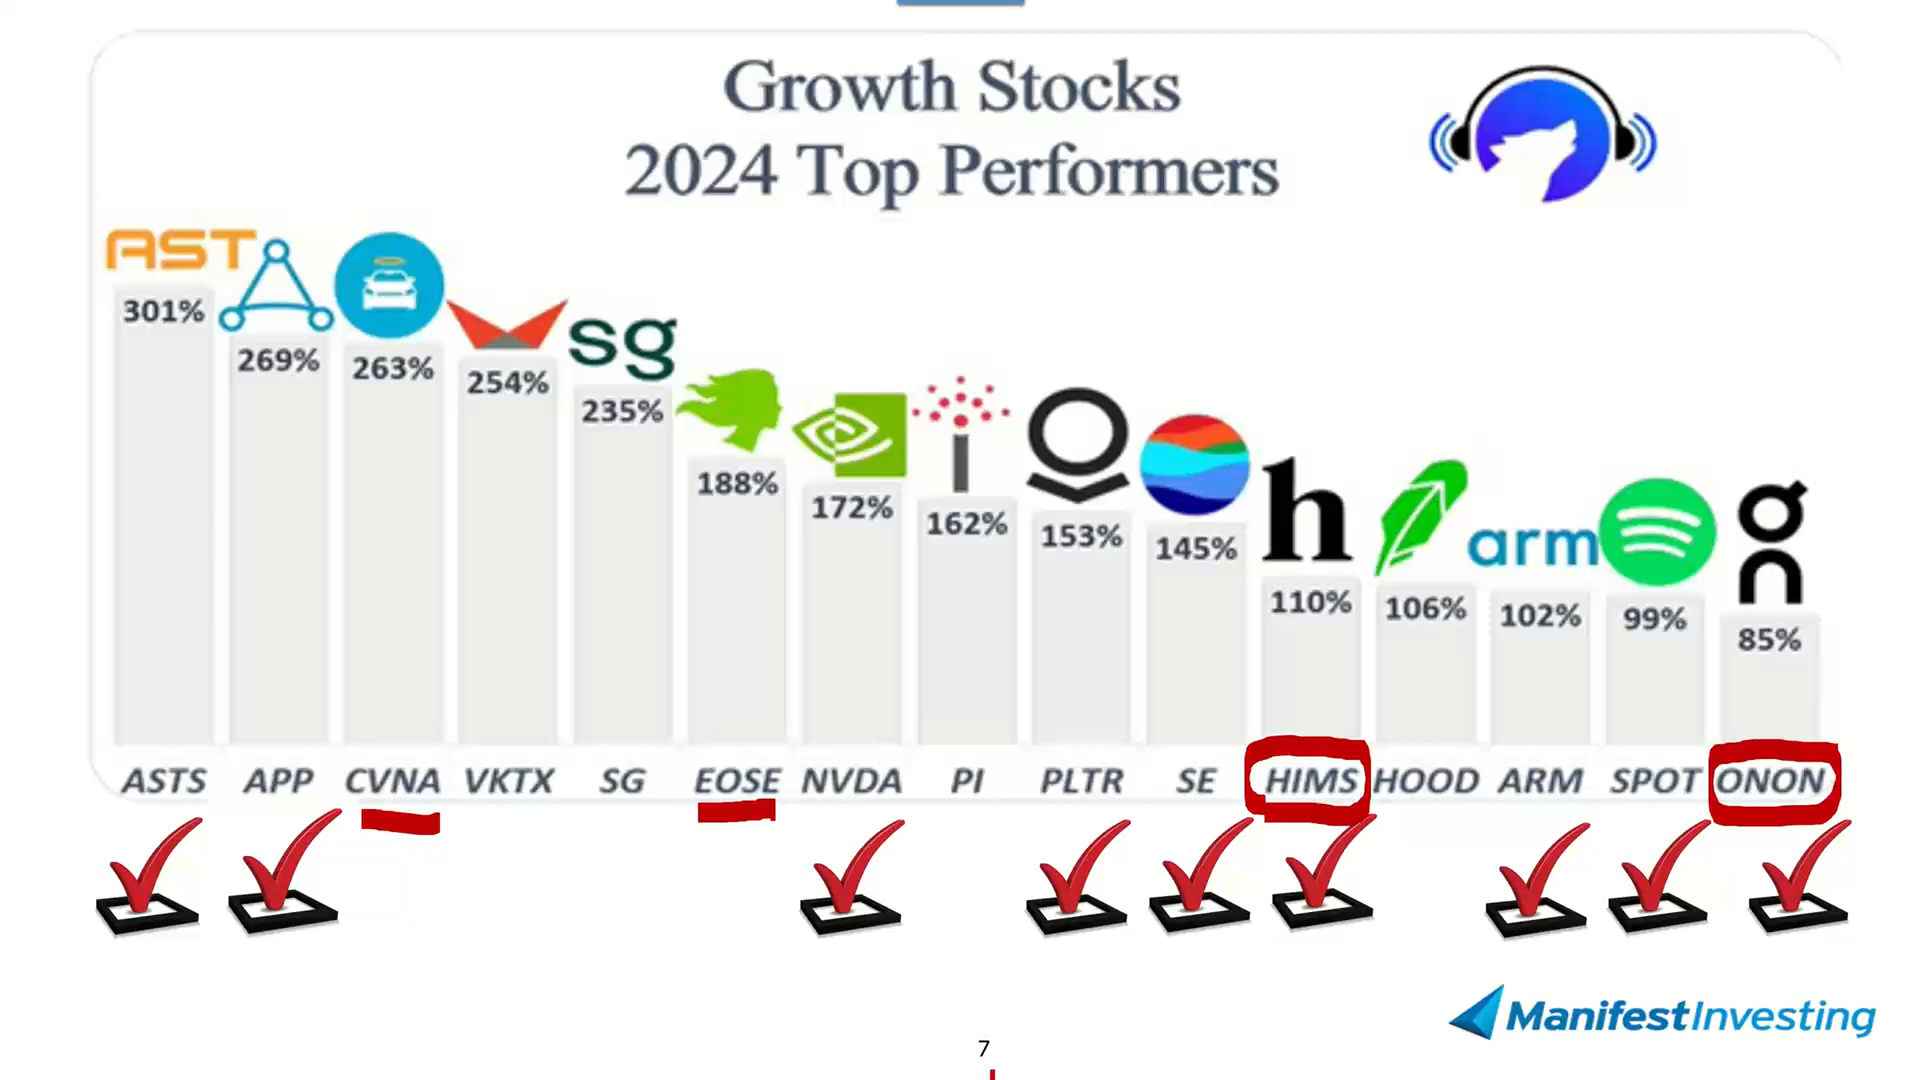 Growth Stocks
2024 Top Performers
AST
sg
h
arm
on
301% 269% 263% 254% 235% 188% 172% 162% 153% 145% 110% 106% 102% 99% 85%
ASTS APP CVNA VKTX SG EOSE NVDA PI PLTR SE HIMS HOOD ARM SPOT ONON
ManifestInvesting
7